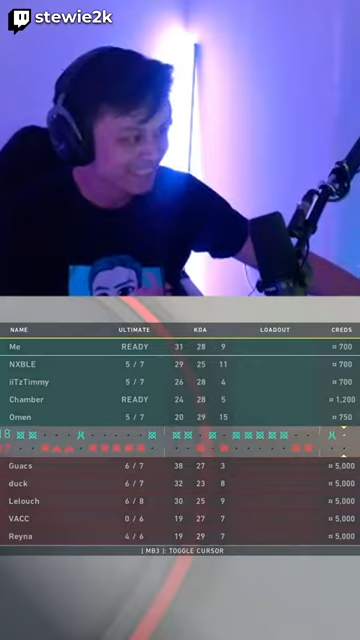 stewie2k
NAME ULTIMATE KDA LOADOUT CREDS
Me READY 31 28 9 ¤ 700
NXBLE 5 / 7 29 25 11 ¤ 700
iiTzTimmy 5 / 7 26 28 4 ¤ 700
Chamber READY 24 28 5 ¤ 1,200
Omen 5 / 7 20 29 15 ¤ 750
18
Guacs 6 / 7 38 27 3 ¤ 5,000
duck 6 / 7 32 23 8 ¤ 5,000
Lelouch 6 / 8 30 25 9 ¤ 5,000
VACC 0 / 6 19 27 7 ¤ 5,000
Reyna 4 / 6 19 29 7 ¤ 5,000
[ MB3 ]: TOGGLE CURSOR